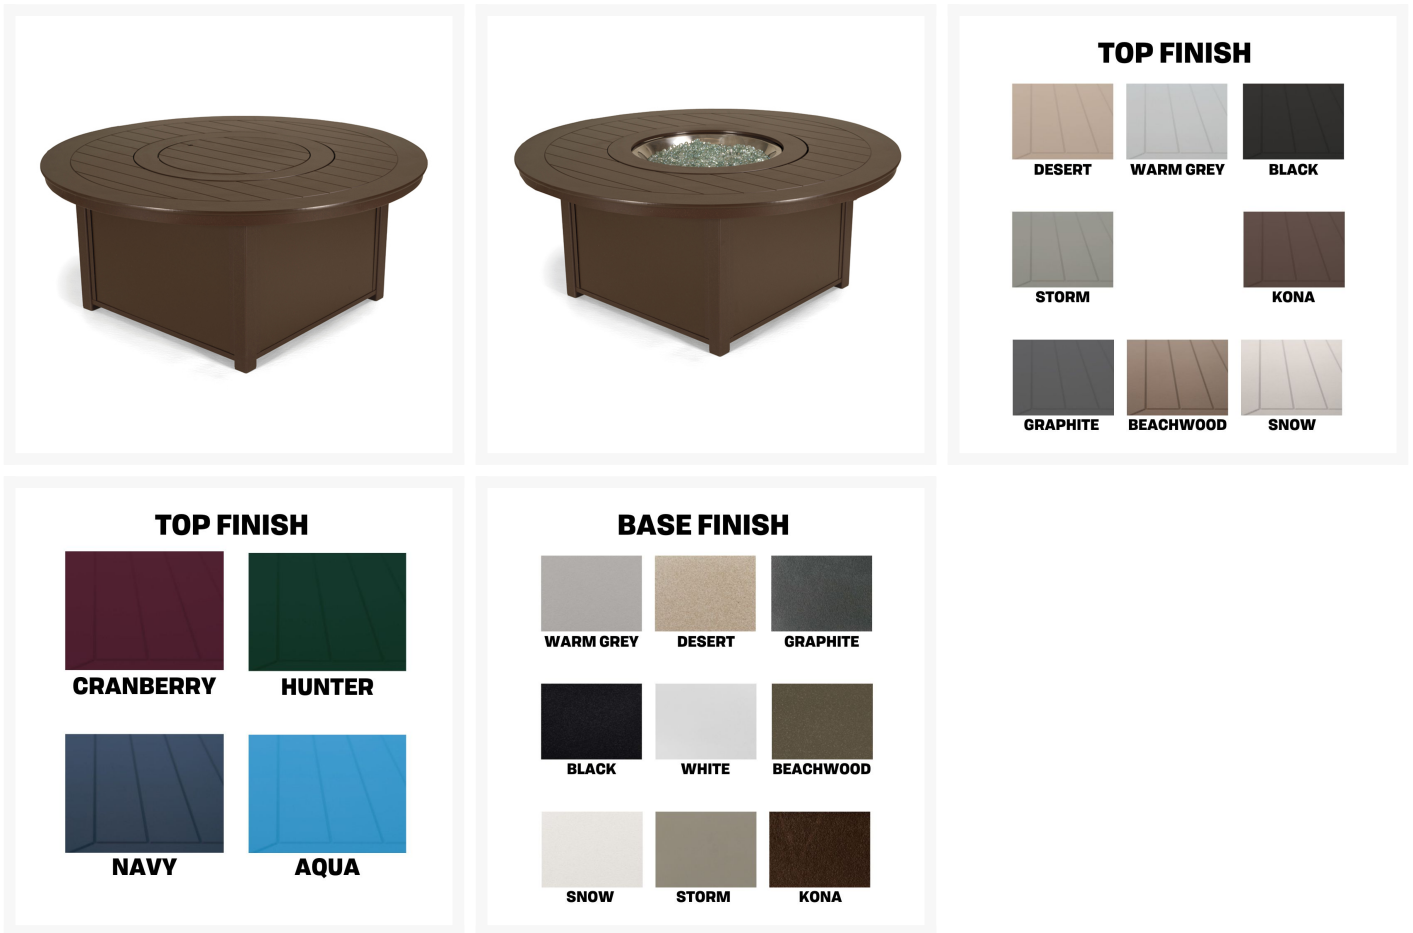 TOP FINISH
DESERT WARM GREY BLACK
STORM KONA
GRAPHITE BEACHWOOD SNOW
TOP FINISH
CRANBERRY HUNTER
NAVY AQUA
BASE FINISH
WARM GREY DESERT GRAPHITE
BLACK WHITE BEACHWOOD
SNOW STORM KONA